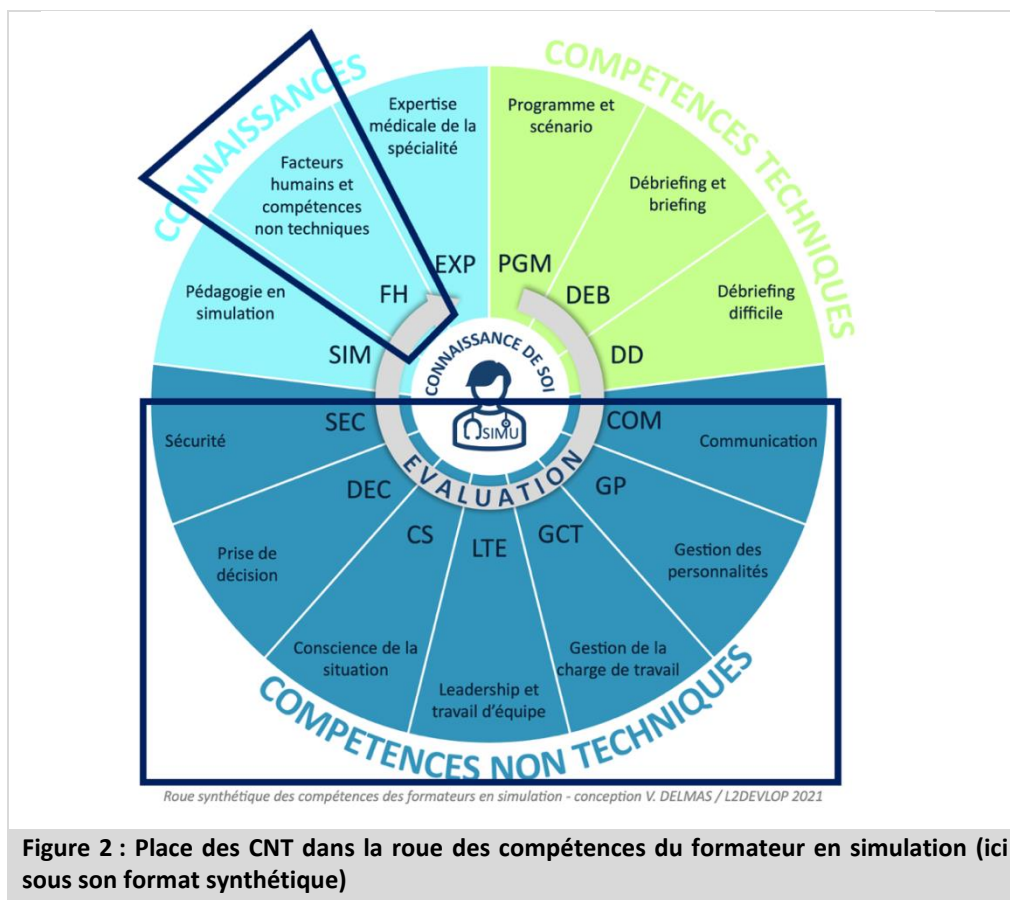 CONNAISSANCES
COMPETENCES TECHNIQUES
Expertise
médicale de la
spécialité
Programme et
scénario
Facteurs
humains et
compétences
non techniques
Débriefing et
briefing
Pédagogie en
simulation
Débriefing
difficile
EXP
PGM
FH
DEB
SIM
DD
CONNAISSANCE DE SOI
SIMU
EVALUATION
SEC
COM
Sécurité
Communication
DEC
GP
CS
LTE
GCT
Prise de
décision
Gestion des
personnalités
Conscience de la
situation
Gestion de la
charge de travail
Leadership et
travail d'équipe
COMPETENCES NON TECHNIQUES
Roue synthétique des compétences des formateurs en simulation - conception V. DELMAS / L2DEVLOP 2021
Figure 2 : Place des CNT dans la roue des compétences du formateur en simulation (ici
sous son format synthétique)